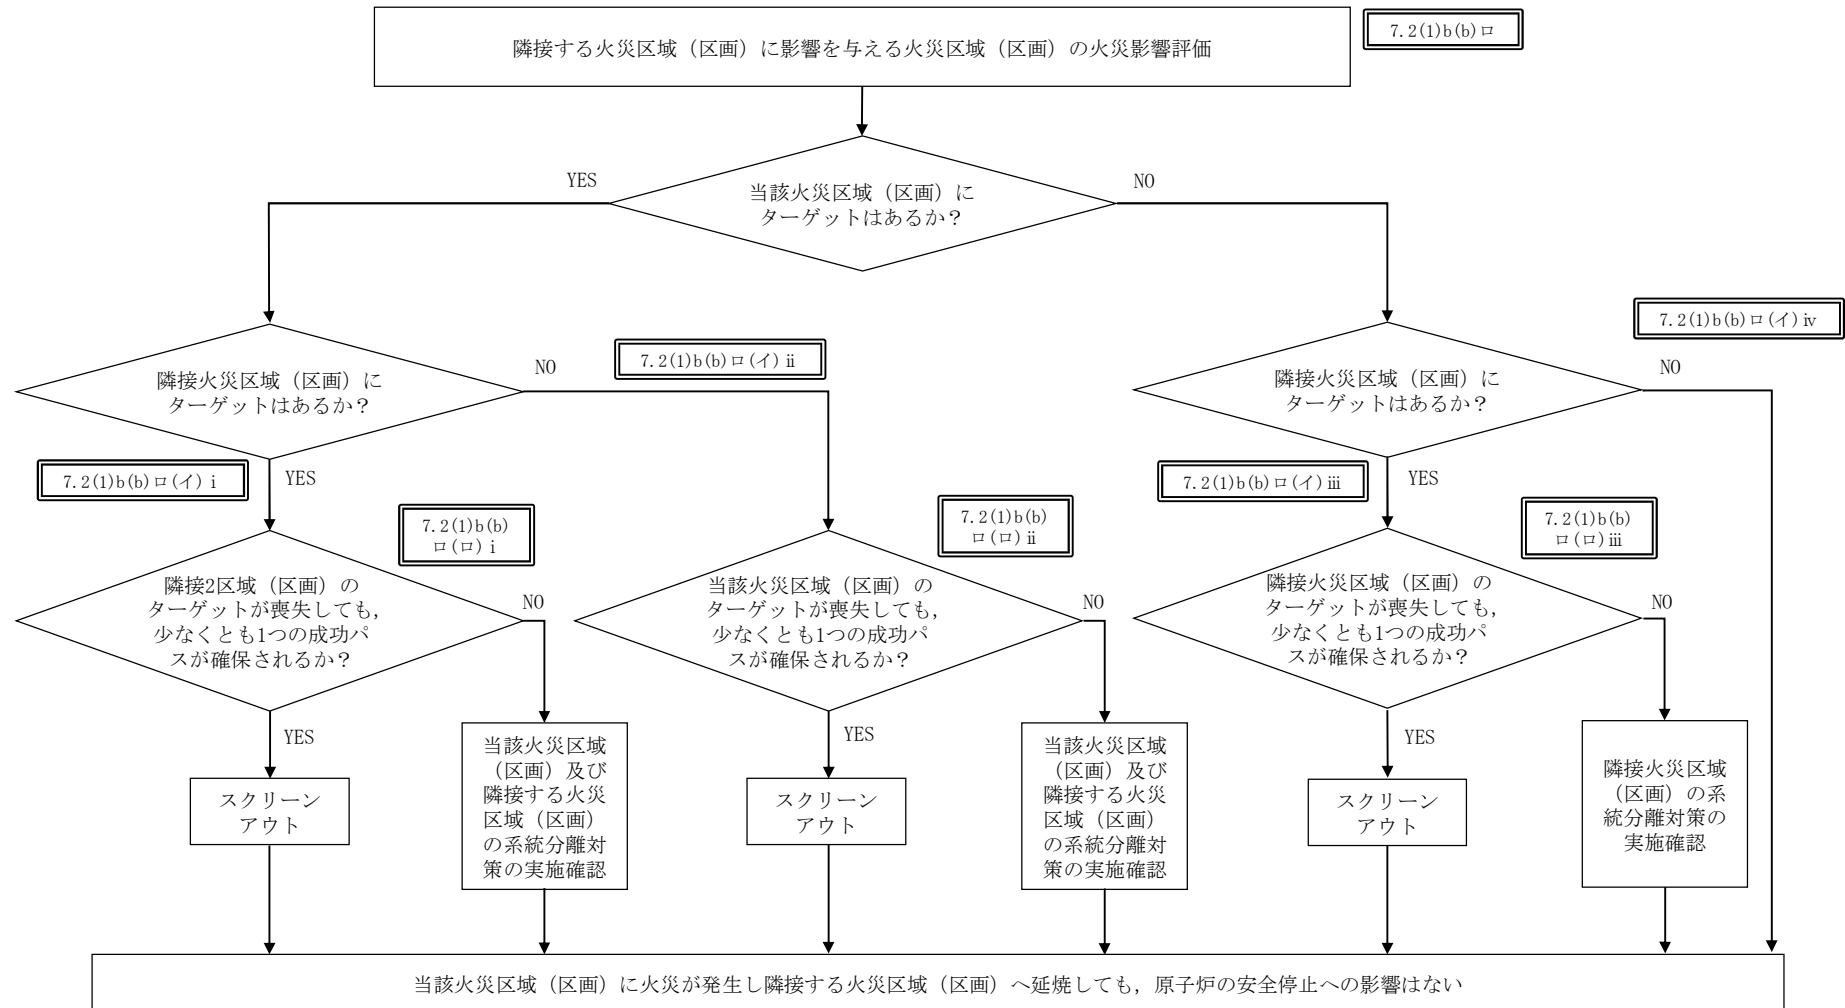 隣接する火災区域（区画）に影響を与える火災区域（区画）の火災影響評価
7.2(1)b(b)ロ
当該火災区域（区画）に
ターゲットはあるか？
YES
NO
隣接火災区域（区画）に
ターゲットはあるか？
NO
7.2(1)b(b)ロ(イ)ⅱ
隣接火災区域（区画）に
ターゲットはあるか？
7.2(1)b(b)ロ(イ)ⅳ
NO
7.2(1)b(b)ロ(イ)ⅰ
YES
7.2(1)b(b)ロ(イ)ⅲ
YES
7.2(1)b(b)
ロ(ロ)ⅰ
7.2(1)b(b)
ロ(ロ)ⅱ
7.2(1)b(b)
ロ(ロ)ⅲ
隣接2区域（区画）の
ターゲットが喪失しても,
少なくとも1つの成功パ
スが確保されるか？
NO
当該火災区域（区画）の
ターゲットが喪失しても,
少なくとも1つの成功パ
スが確保されるか？
NO
隣接火災区域（区画）の
ターゲットが喪失しても,
少なくとも1つの成功パ
スが確保されるか？
NO
YES
YES
YES
スクリーン
アウト
当該火災区域
（区画）及び
隣接する火災
区域（区画）
の系統分離対
策の実施確認
スクリーン
アウト
当該火災区域
（区画）及び
隣接する火災
区域（区画）
の系統分離対
策の実施確認
スクリーン
アウト
隣接火災区域
（区画）の系
統分離対策の
実施確認
当該火災区域（区画）に火災が発生し隣接する火災区域（区画）へ延焼しても，原子炉の安全停止への影響はない